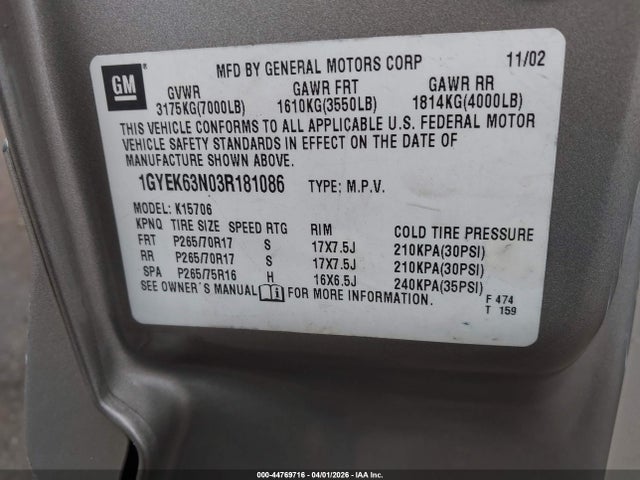 GM ®
MFD BY GENERAL MOTORS CORP 11/02
GVWR GAWR FRT GAWR RR
3175KG(7000LB) 1610KG(3550LB) 1814KG(4000LB)
THIS VEHICLE CONFORMS TO ALL APPLICABLE U.S. FEDERAL MOTOR
VEHICLE SAFETY STANDARDS IN EFFECT ON THE DATE OF
MANUFACTURE SHOWN ABOVE.
1GYEK63N03R181086 TYPE: M.P.V.
MODEL: K15706
KPNQ TIRE SIZE SPEED RTG RIM COLD TIRE PRESSURE
FRT P265/70R17 S 17X7.5J 210KPA(30PSI)
RR P265/70R17 S 17X7.5J 210KPA(30PSI)
SPA P265/75R16 H 16X6.5J 240KPA(35PSI)
SEE OWNER'S MANUAL FOR MORE INFORMATION.
F 474
T 159
000-44769716 04/01/2026 IAA Inc.